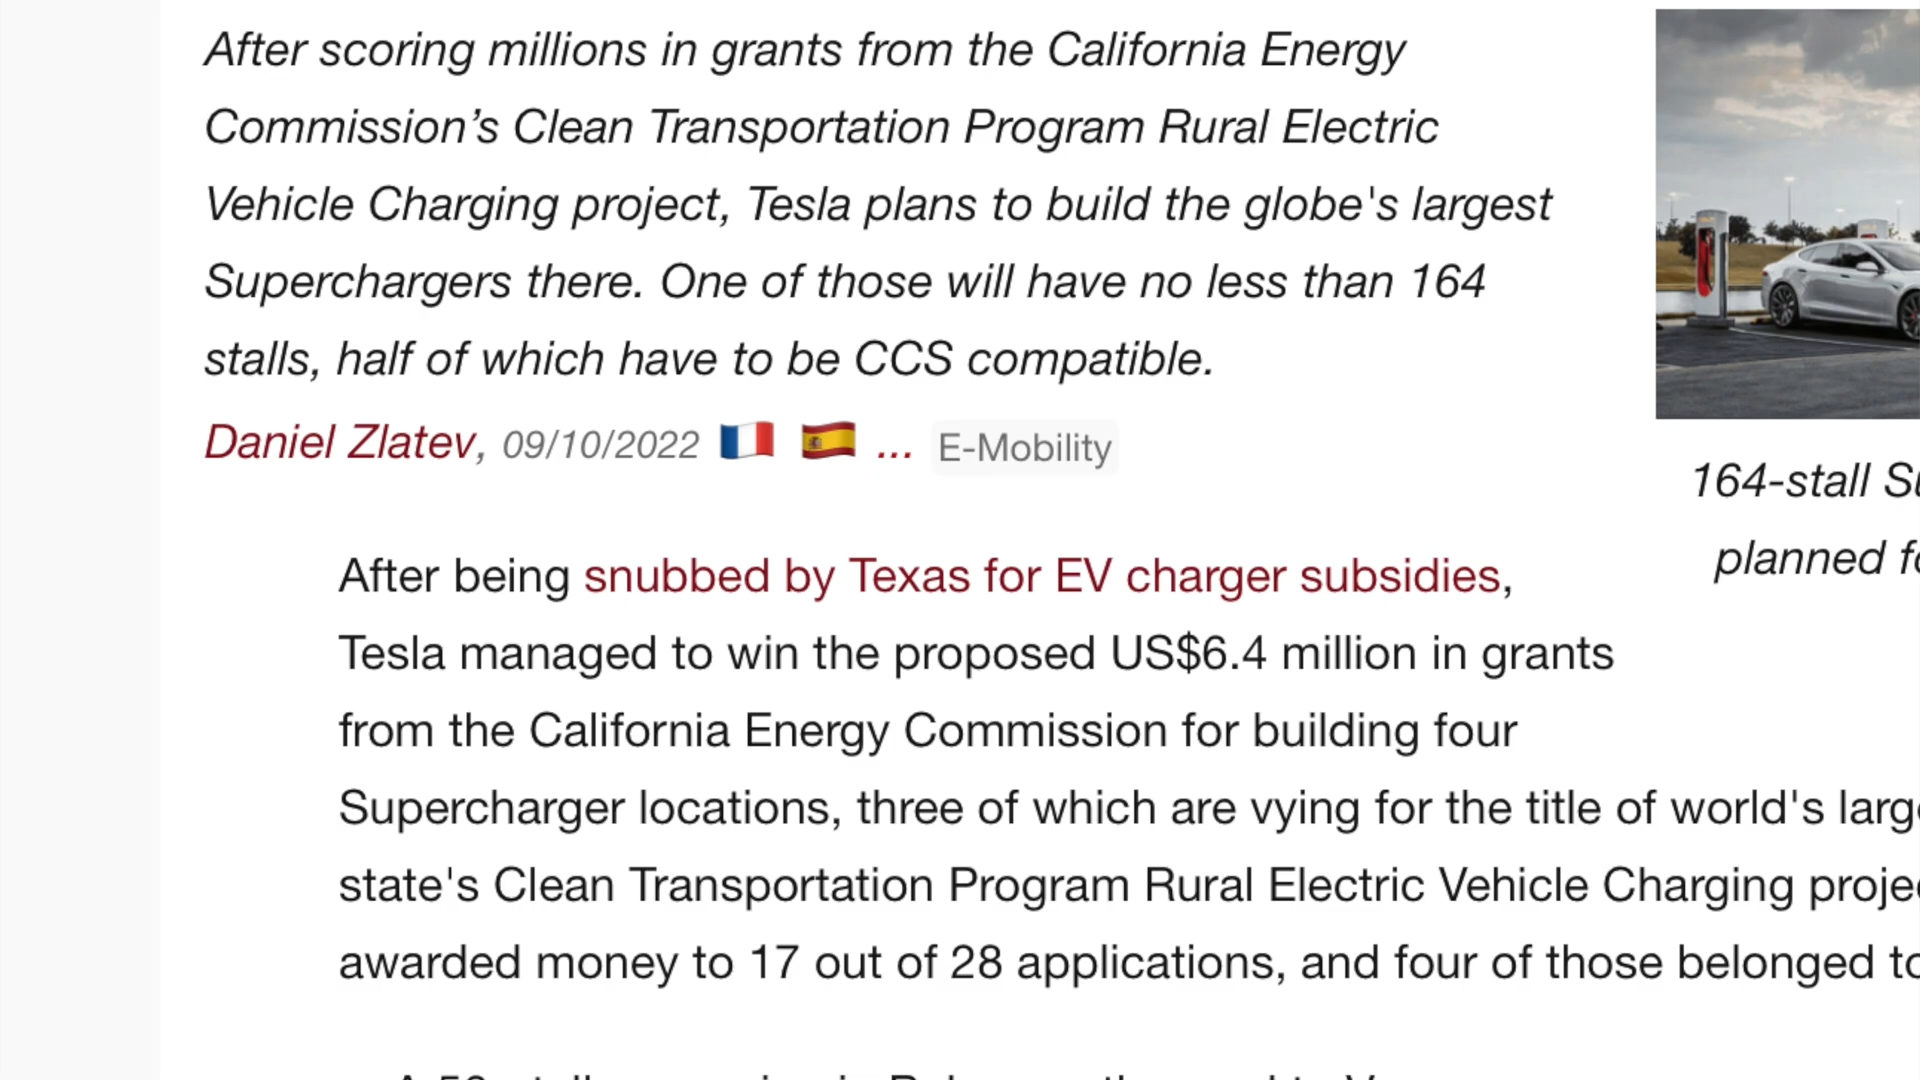 After scoring millions in grants from the California Energy
Commission’s Clean Transportation Program Rural Electric
Vehicle Charging project, Tesla plans to build the globe's largest
Superchargers there. One of those will have no less than 164
stalls, half of which have to be CCS compatible.
Daniel Zlatev, 09/10/2022 🇫🇷 🇪🇸 ... E-Mobility
164-stall
planned
After being snubbed by Texas for EV charger subsidies,
Tesla managed to win the proposed US$6.4 million in grants
from the California Energy Commission for building four
Supercharger locations, three of which are vying for the title of world's
state's Clean Transportation Program Rural Electric Vehicle Charging
awarded money to 17 out of 28 applications, and four of those belonged to